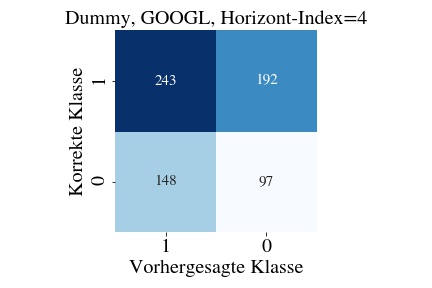 Dummy, GOOGL, Horizont-Index=4
Korrekte Klasse
1
243 192
0
148 97
1 0
Vorhergesagte Klasse